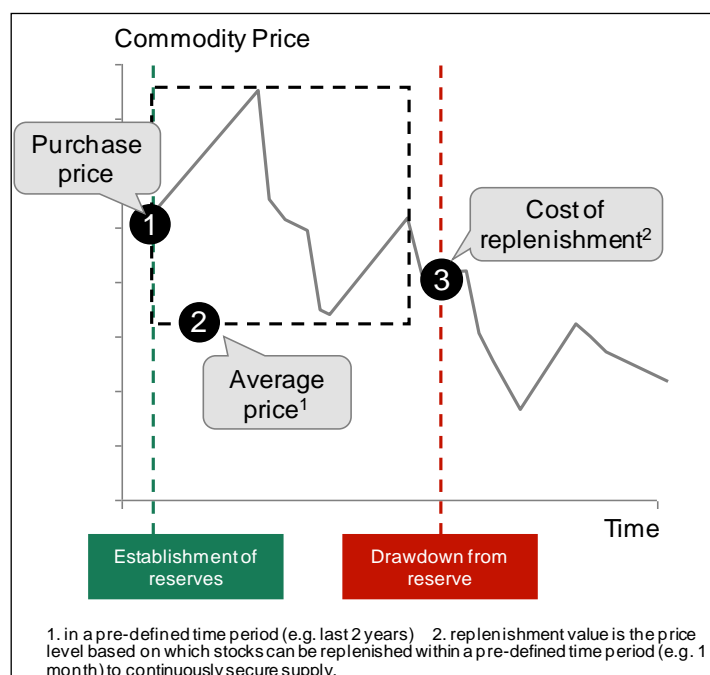 Commodity Price
Purchase
price
1
Cost of
replenishment2
3
2
Average
price1
Time
Establishment of
reserves
Drawdown from
reserve
1. in a pre-defined time period (e.g. last 2 years) 2. replenishment value is the price
level based on which stocks can be replenished within a pre-defined time period (e.g. 1
month) to continuously secure supply.